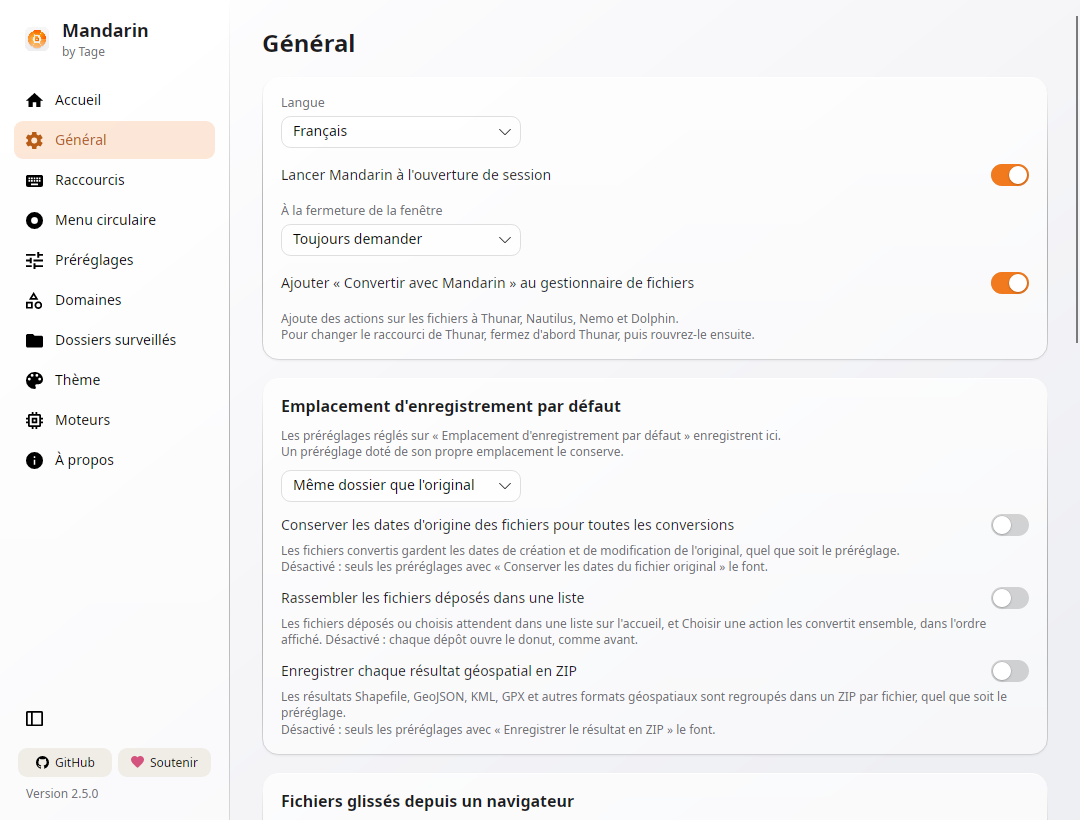 Mandarin
by Tage
Accueil
Général
Raccourcis
Menu circulaire
Préréglages
Domaines
Dossiers surveillés
Thème
Moteurs
À propos
GitHub
Soutenir
Version 2.5.0
Général
Langue
Français
Lancer Mandarin à l'ouverture de session
À la fermeture de la fenêtre
Toujours demander
Ajouter « Convertir avec Mandarin » au gestionnaire de fichiers
Ajoute des actions sur les fichiers à Thunar, Nautilus, Nemo et Dolphin.
Pour changer le raccourci de Thunar, fermez d'abord Thunar, puis rouvrez-le ensuite.
Emplacement d'enregistrement par défaut
Les préréglages réglés sur « Emplacement d'enregistrement par défaut » enregistrent ici.
Un préréglage doté de son propre emplacement le conserve.
Même dossier que l'original
Conserver les dates d'origine des fichiers pour toutes les conversions
Les fichiers convertis gardent les dates de création et de modification de l'original, quel que soit le préréglage.
Désactivé : seuls les préréglages avec « Conserver les dates du fichier original » le font.
Rassembler les fichiers déposés dans une liste
Les fichiers déposés ou choisis attendent dans une liste sur l'accueil, et Choisir une action les convertit ensemble, dans l'ordre
affiché. Désactivé : chaque dépôt ouvre le donut, comme avant.
Enregistrer chaque résultat géospatial en ZIP
Les résultats Shapefile, GeoJSON, KML, GPX et autres formats géospatiaux sont regroupés dans un ZIP par fichier, quel que soit le
préréglage.
Désactivé : seuls les préréglages avec « Enregistrer le résultat en ZIP » le font.
Fichiers glissés depuis un navigateur